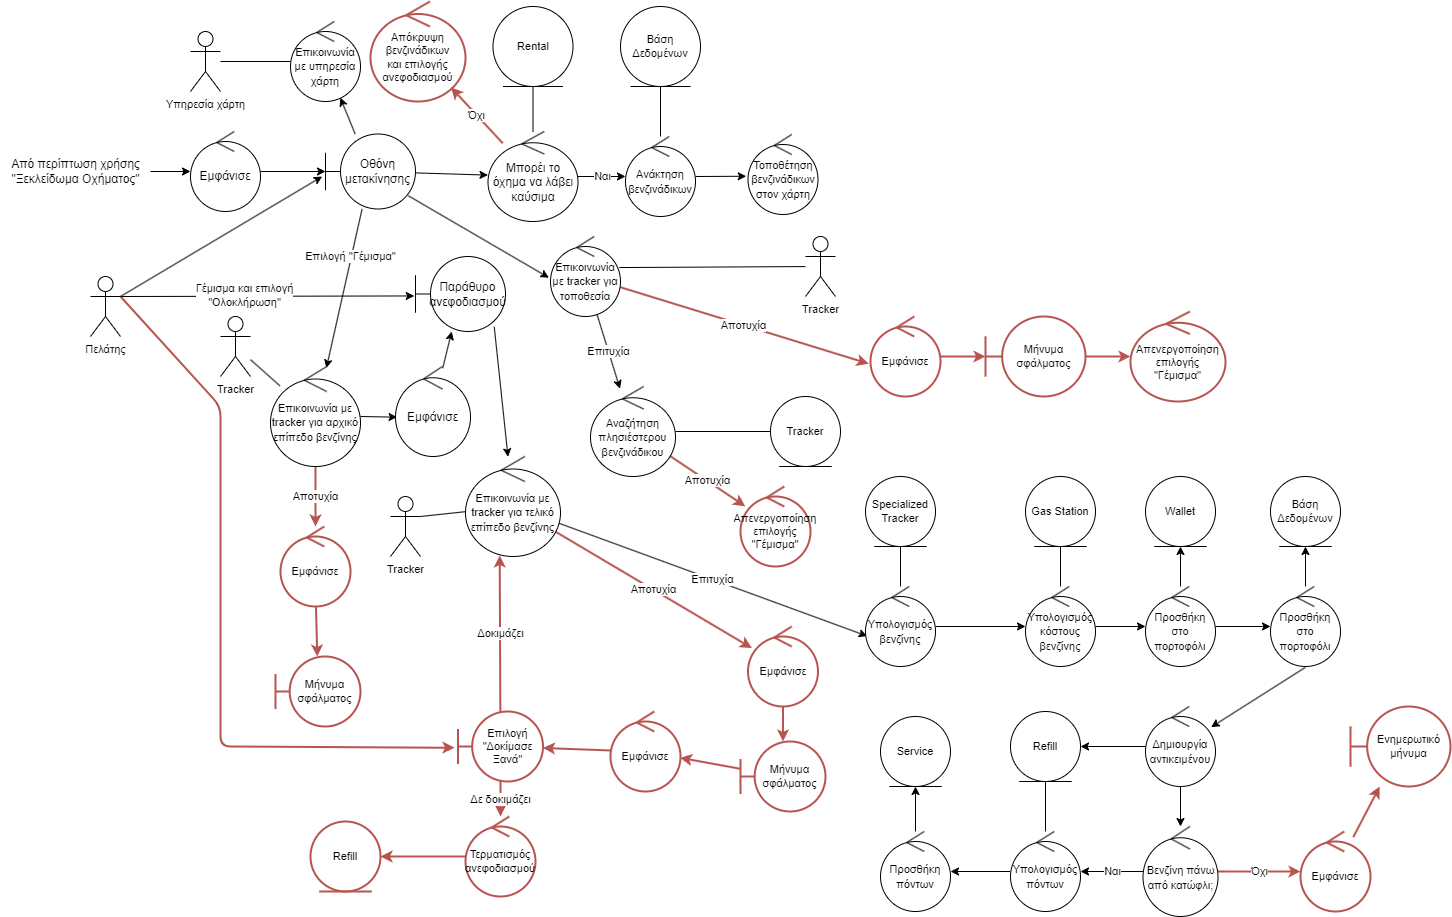 Απόκρυψη
βενζινάδικων
και επιλογής
ανεφοδιασμού
Rental
Βάση
Δεδομένων
Επικοινωνία
με υπηρεσία
χάρτη
Υπηρεσία χάρτη
Όχι
Από περίπτωση χρήσης
"Ξεκλείδωμα Οχήματος"
Εμφάνισε
Οθόνη
μετακίνησης
Μπορεί το
όχημα να λάβει
καύσιμα
Ναι
Ανάκτηση
βενζινάδικων
Τοποθέτηση
βενζινάδικων
στον χάρτη
Επιλογή "Γέμισμα"
Επικοινωνία
με tracker για
τοποθεσία
Tracker
Γέμισμα και επιλογή
"Ολοκλήρωση"
Παράθυρο
ανεφοδιασμού
Πελάτης
Tracker
Αποτυχία
Επιτυχία
Εμφάνισε
Μήνυμα
σφάλματος
Απενεργοποίηση
επιλογής
"Γέμισμα"
Επικοινωνία με
tracker για αρχικό
επίπεδο βενζίνης
Εμφάνισε
Αναζήτηση
πλησιέστερου
βενζινάδικου
Tracker
Αποτυχία
Αποτυχία
Απενεργοποίηση
επιλογής
"Γέμισμα"
Επικοινωνία με
tracker για τελικό
επίπεδο βενζίνης
Tracker
Specialized
Tracker
Gas Station
Wallet
Βάση
Δεδομένων
Εμφάνισε
Αποτυχία
Επιτυχία
Υπολογισμός
βενζίνης
Υπολογισμός
κόστους
βενζίνης
Προσθήκη
στο
πορτοφόλι
Προσθήκη
στο
πορτοφόλι
Δοκιμάζει
Εμφάνισε
Μήνυμα
σφάλματος
Επιλογή
"Δοκίμασε
Ξανά"
Εμφάνισε
Μήνυμα
σφάλματος
Service
Refill
Δημιουργία
αντικειμένου
Ενημερωτικό
μήνυμα
Δε δοκιμάζει
Refill
Τερματισμός
ανεφοδιασμού
Προσθήκη
πόντων
Υπολογισμός
πόντων
Ναι
Βενζίνη πάνω
από κατώφλι;
Όχι
Εμφάνισε